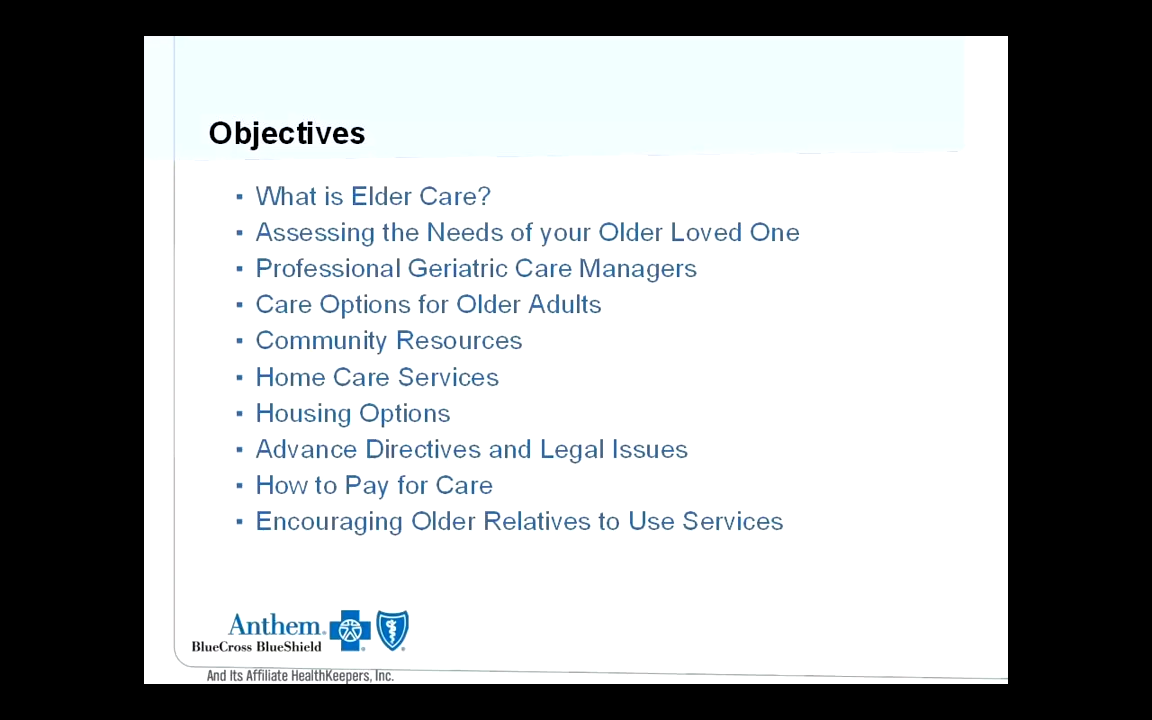 Objectives
▪ What is Elder Care?
▪ Assessing the Needs of your Older Loved One
▪ Professional Geriatric Care Managers
▪ Care Options for Older Adults
▪ Community Resources
▪ Home Care Services
▪ Housing Options
▪ Advance Directives and Legal Issues
▪ How to Pay for Care
▪ Encouraging Older Relatives to Use Services
Anthem.
BlueCross BlueShield
And Its Affiliate HealthKeepers, Inc.